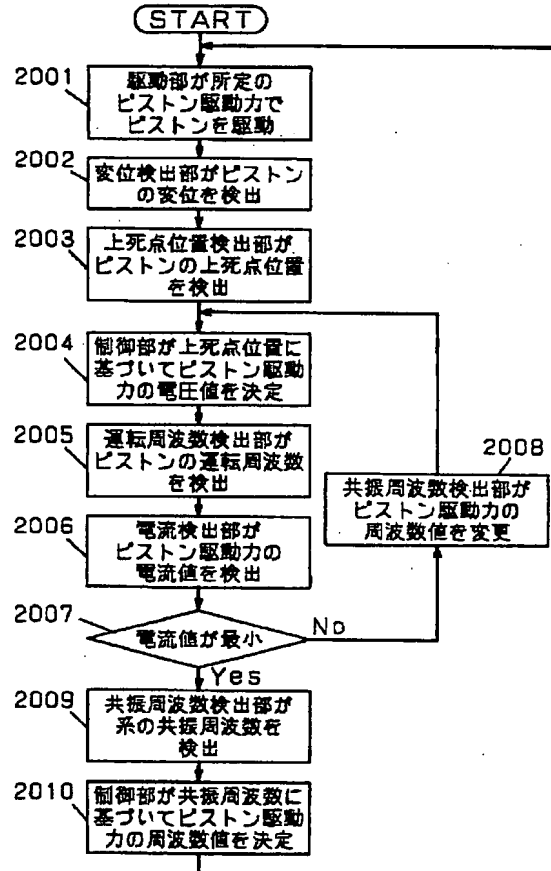 START
2001
駆動部が所定の
ピストン駆動力で
ピストンを駆動
2002
変位検出部がピストン
の変位を検出
2003
上死点位置検出部が
ピストンの上死点位置
を検出
2004
制御部が上死点位置に
基づいてピストン駆動
力の電圧値を決定
2005
運転周波数検出部が
ピストンの運転周波数
を検出
2006
電流検出部が
ピストン駆動力の
電流値を検出
2007
電流値が最小
No
2008
共振周波数検出部が
ピストン駆動力の
周波数値を変更
Yes
2009
共振周波数検出部が
系の共振周波数を
検出
2010
制御部が共振周波数に
基づいてピストン駆動
力の周波数値を決定